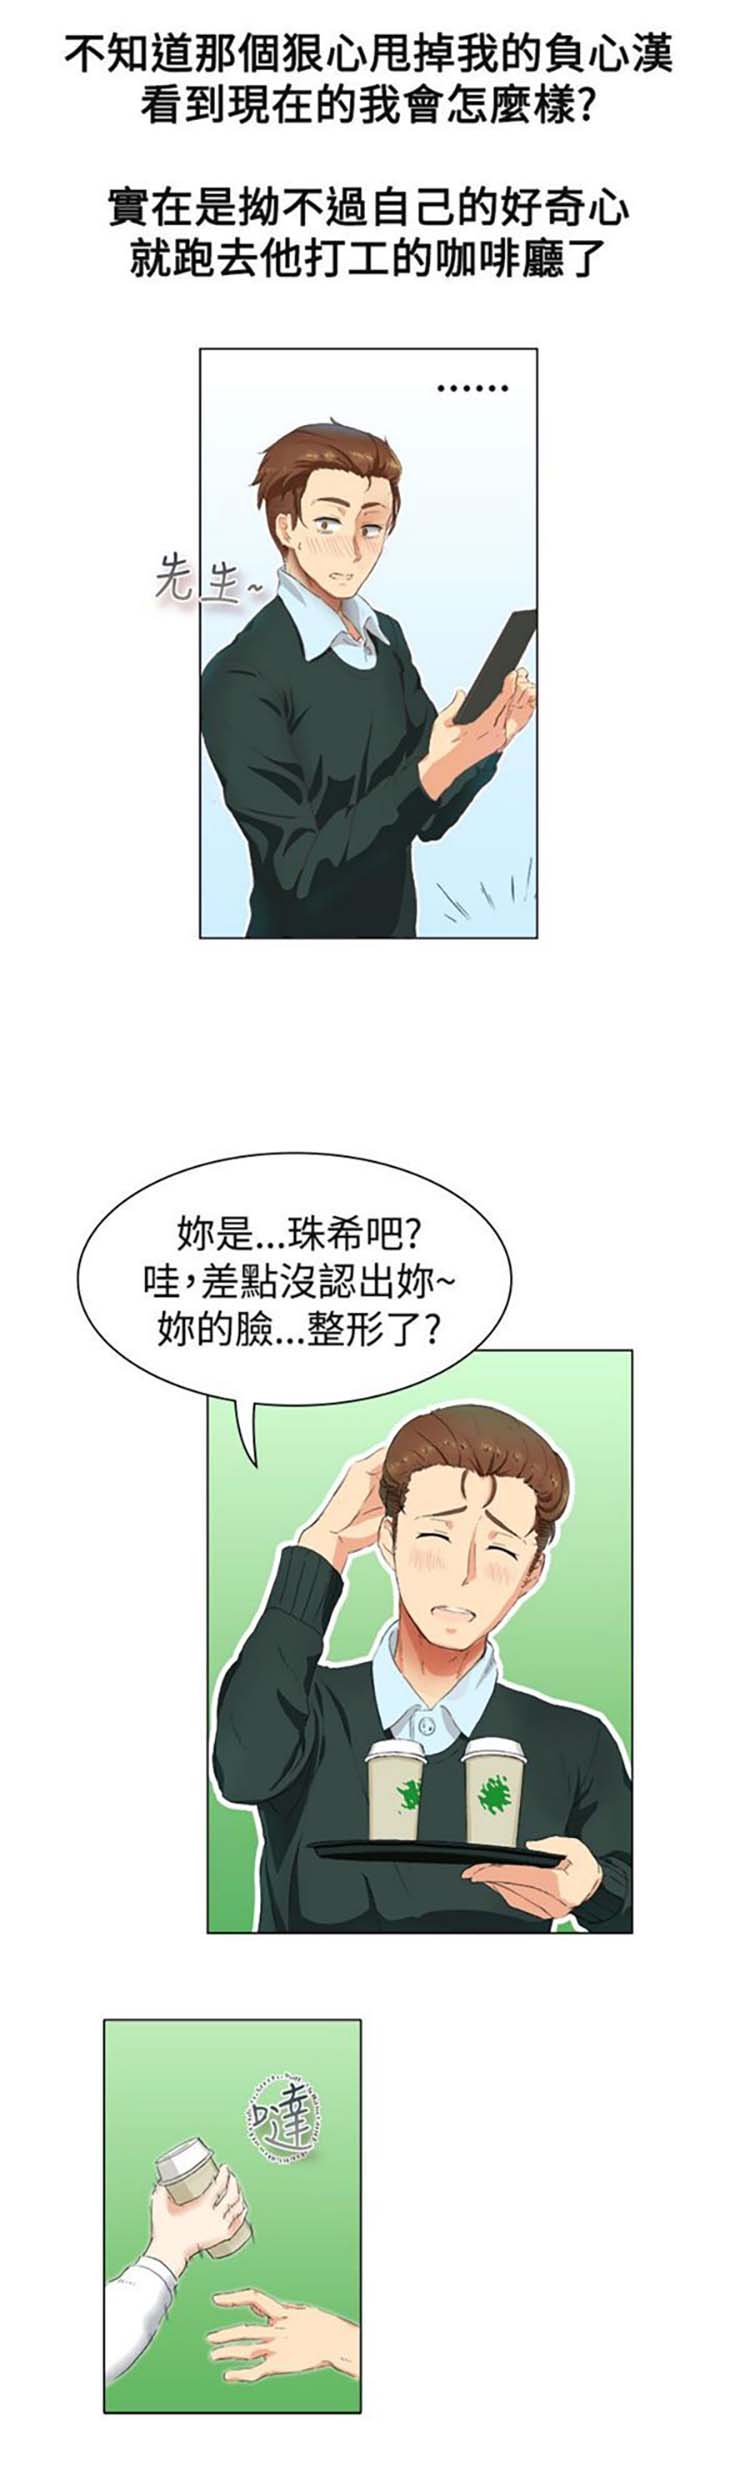 不知道那個狠心甩掉我的負心漢
看到現在的我會怎麼樣?
實在是拗不過自己的好奇心
就跑去他打工的咖啡廳了
......
先生~
妳是...珠希吧?
哇,差點沒認出妳~
妳的臉...整形了?
噠